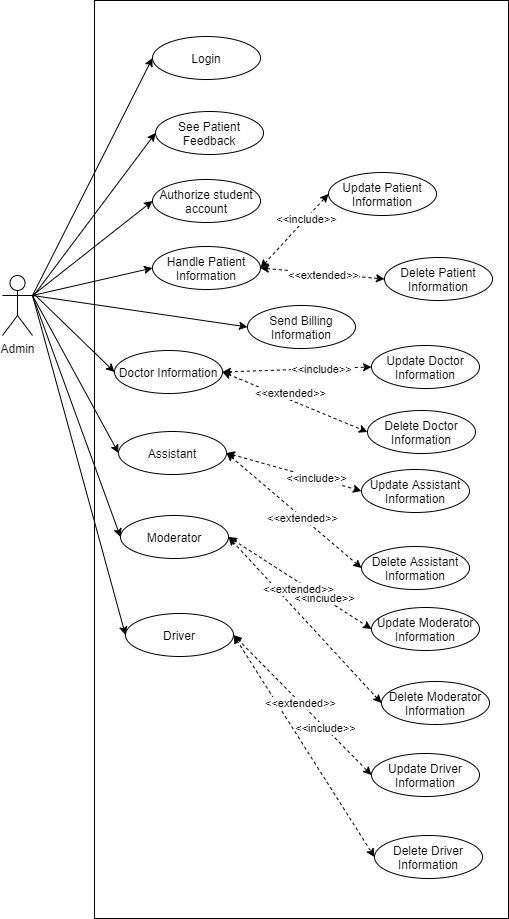 Login
See Patient
Feedback
Authorize student
account
Update Patient
Information
<<include>>
Handle Patient
Information
<<extended>>
Delete Patient
Information
Admin
Send Billing
Information
Doctor Information
<<include>>
Update Doctor
Information
<<extended>>
Delete Doctor
Information
Assistant
<<include>>
Update Assistant
Information
<<extended>>
Delete Assistant
Information
Moderator
<<extended>>
<<include>>
Update Moderator
Information
Driver
Delete Moderator
Information
<<extended>>
<<include>>
Update Driver
Information
Delete Driver
Information